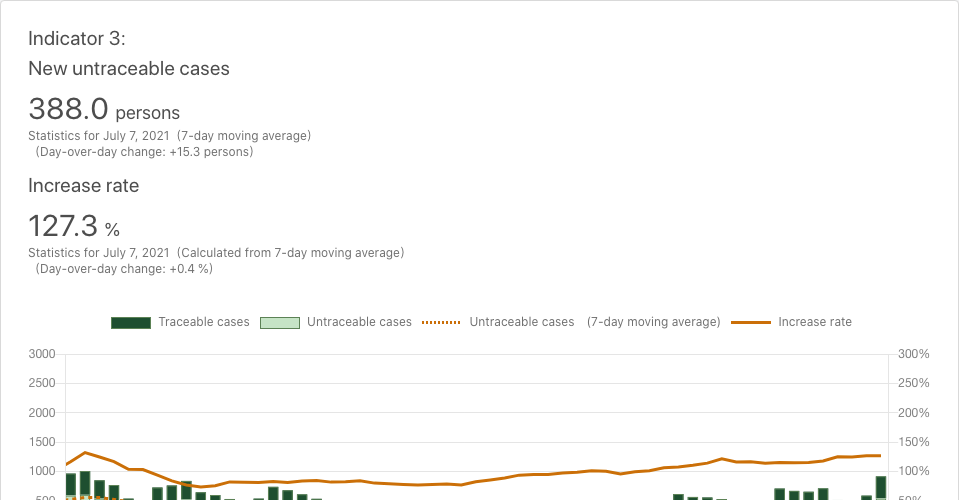 Indicator 3:
New untraceable cases
388.0 persons
Statistics for July 7, 2021 (7-day moving average)
(Day-over-day change: +15.3 persons)
Increase rate
127.3 %
Statistics for July 7, 2021 (Calculated from 7-day moving average)
(Day-over-day change: +0.4 %)
Traceable cases Untraceable cases Untraceable cases (7-day moving average) Increase rate
3000 300%
2500 250%
2000 200%
1500 150%
1000 100%
500 50%